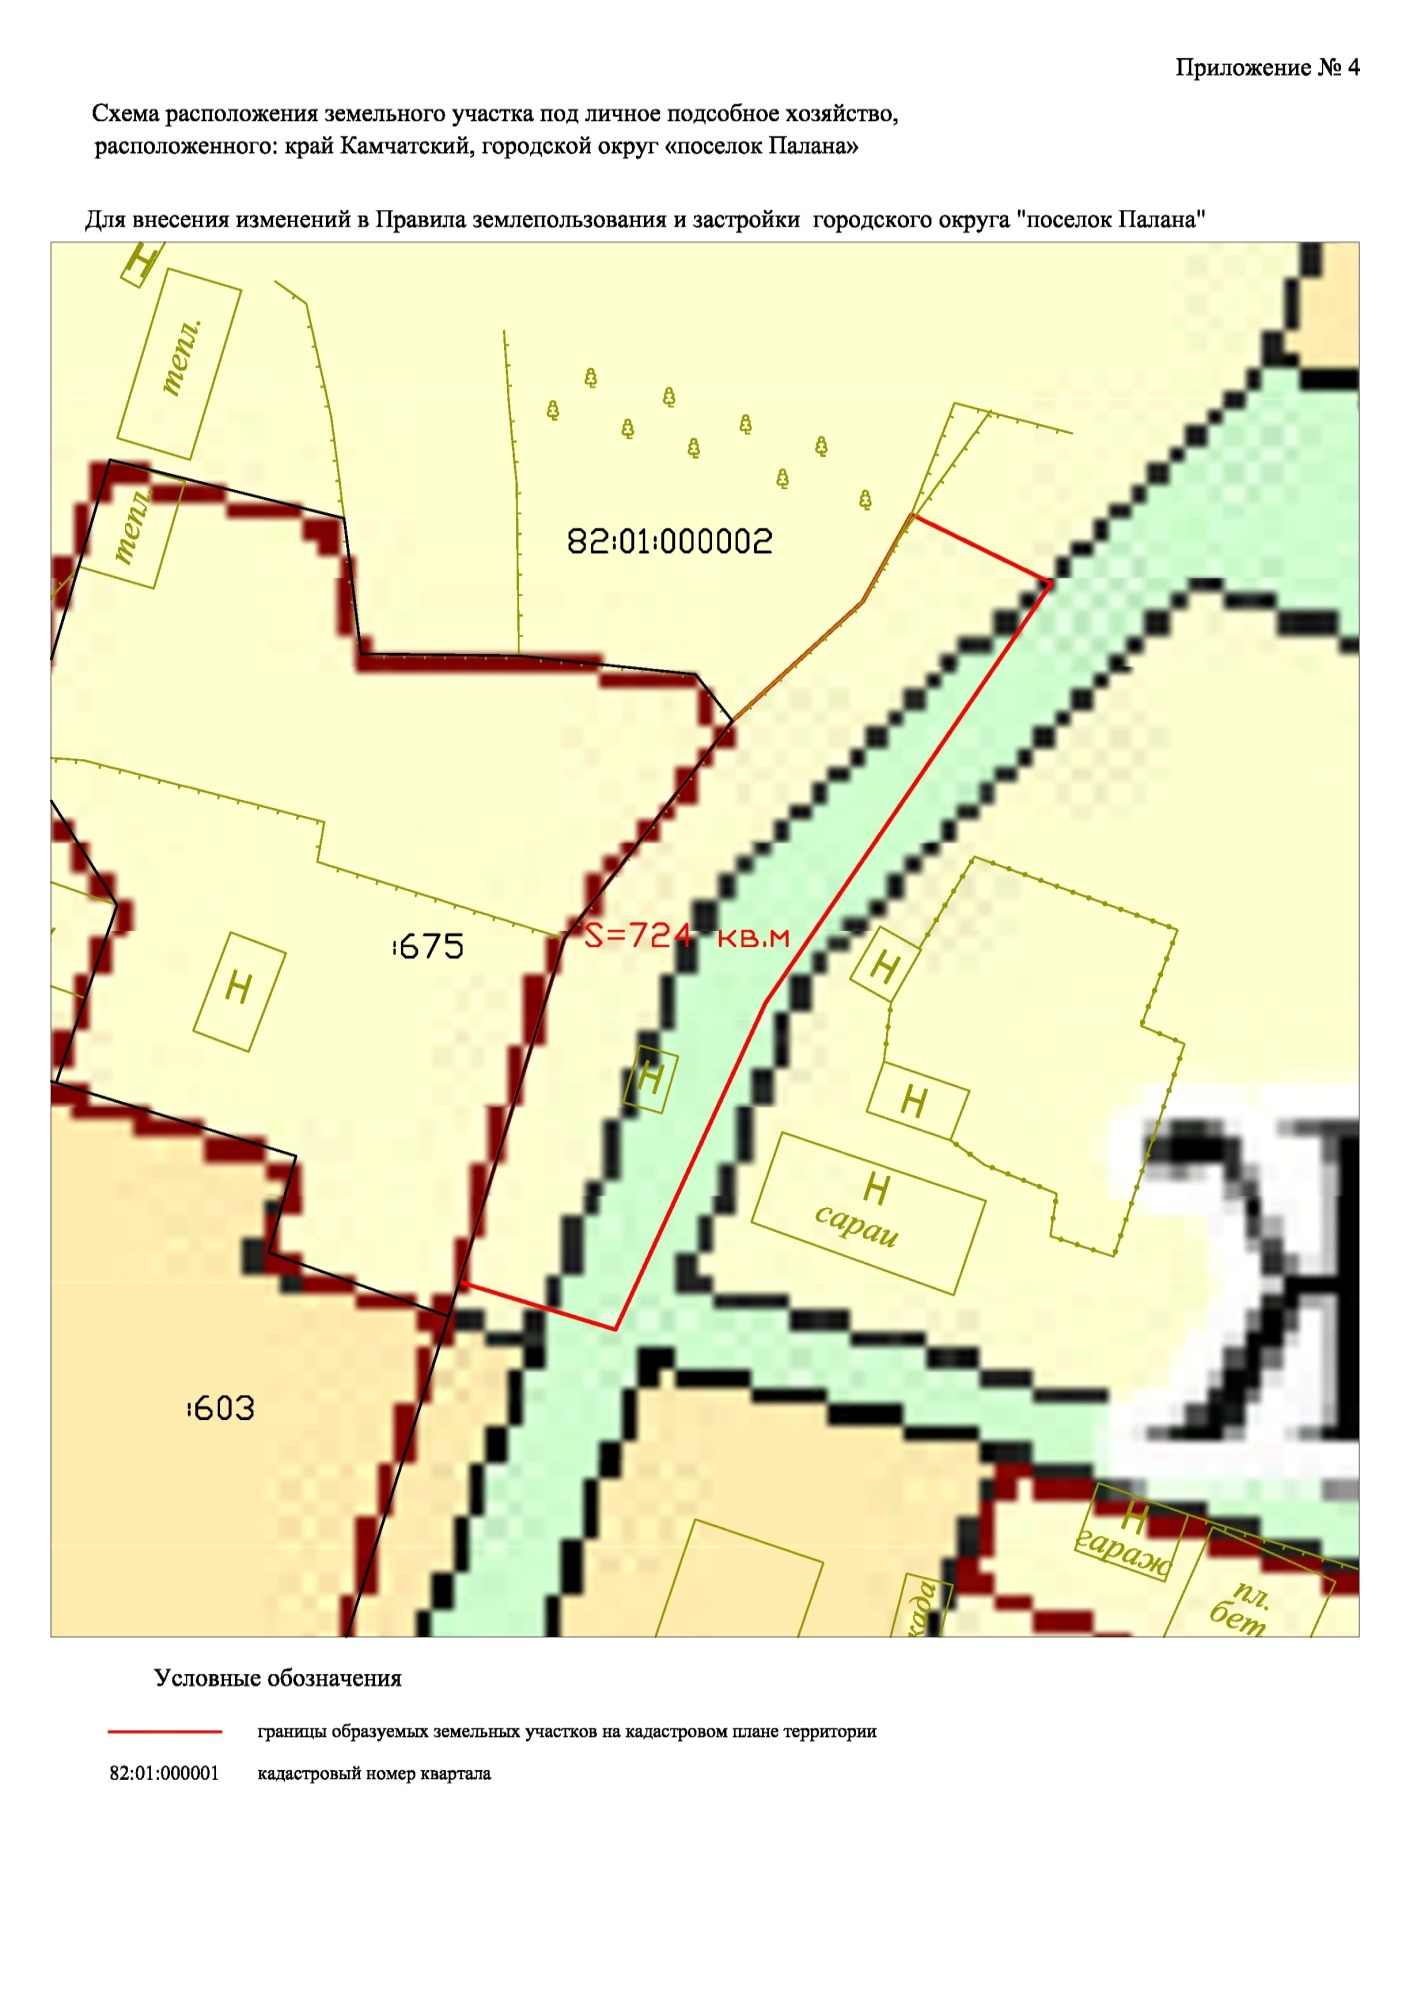 Приложение № 4
Схема расположения земельного участка под личное подсобное хозяйство,
расположенного: край Камчатский, городской округ «поселок Палана»
Для внесения изменений в Правила землепользования и застройки городского округа "поселок Палана"
Н
тепл.
тепл.
82:01:000002
:675
S=724 кв.м
Н
Н
Н
Н
Н
сараи
:603
Н
гараж
пл.
бет.
када
Условные обозначения
границы образуемых земельных участков на кадастровом плане территории
82:01:000001 кадастровый номер квартала